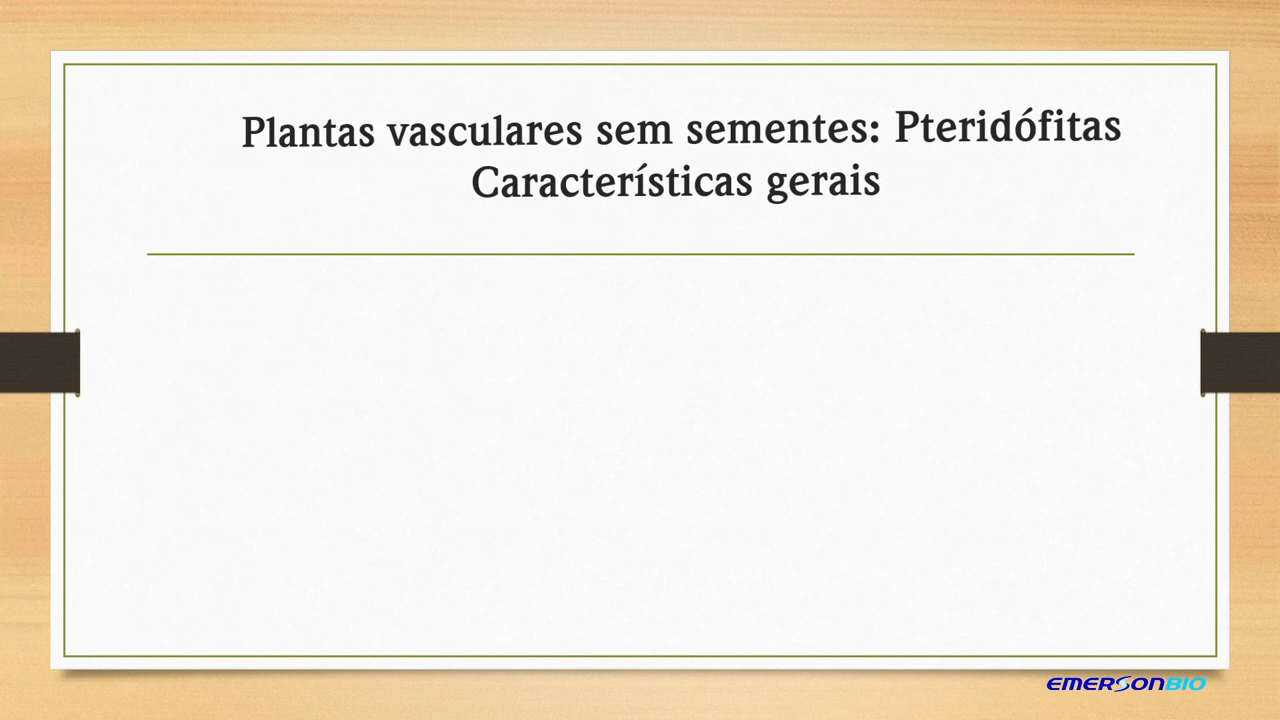 Plantas vasculares sem sementes: Pteridófitas
Características gerais
EMERSONBIO